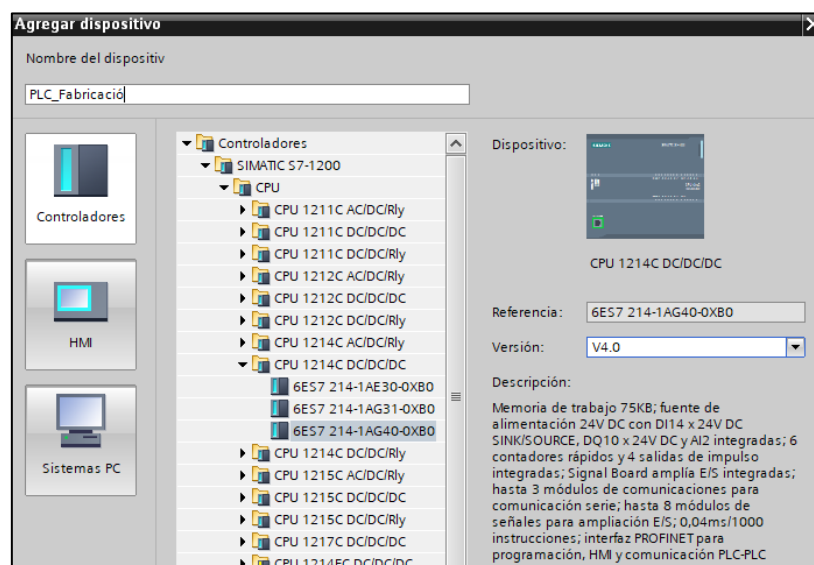 Agregar dispositivo
Nombre del dispositiv
PLC_Fabricació
Controladores
HMI
Sistemas PC
Controladores
SIMATIC S7-1200
CPU
CPU 1211C AC/DC/Rly
CPU 1211C DC/DC/DC
CPU 1211C DC/DC/Rly
CPU 1212C AC/DC/Rly
CPU 1212C DC/DC/DC
CPU 1212C DC/DC/Rly
CPU 1214C AC/DC/Rly
CPU 1214C DC/DC/DC
6ES7 214-1AE30-0XB0
6ES7 214-1AG31-0XB0
6ES7 214-1AG40-0XB0
CPU 1214C DC/DC/Rly
CPU 1215C AC/DC/Rly
CPU 1215C DC/DC/DC
CPU 1215C DC/DC/Rly
CPU 1217C DC/DC/DC
CPU 1214FC DC/DC/DC
Dispositivo:
SIEMENS
CPU 1214C DC/DC/DC
Referencia:
6ES7 214-1AG40-0XB0
Versión:
V4.0
Descripción:
Memoria de trabajo 75KB; fuente de
alimentación 24V DC con DI14 x 24V DC
SINK/SOURCE, DQ10 x 24V DC y AI2 integradas; 6
contadores rápidos y 4 salidas de impulso
integradas; Signal Board amplía E/S integradas;
hasta 3 módulos de comunicaciones para
comunicación serie; hasta 8 módulos de
señales para ampliación E/S; 0,04ms/1000
instrucciones; interfaz PROFINET para
programación, HMI y comunicación PLC-PLC